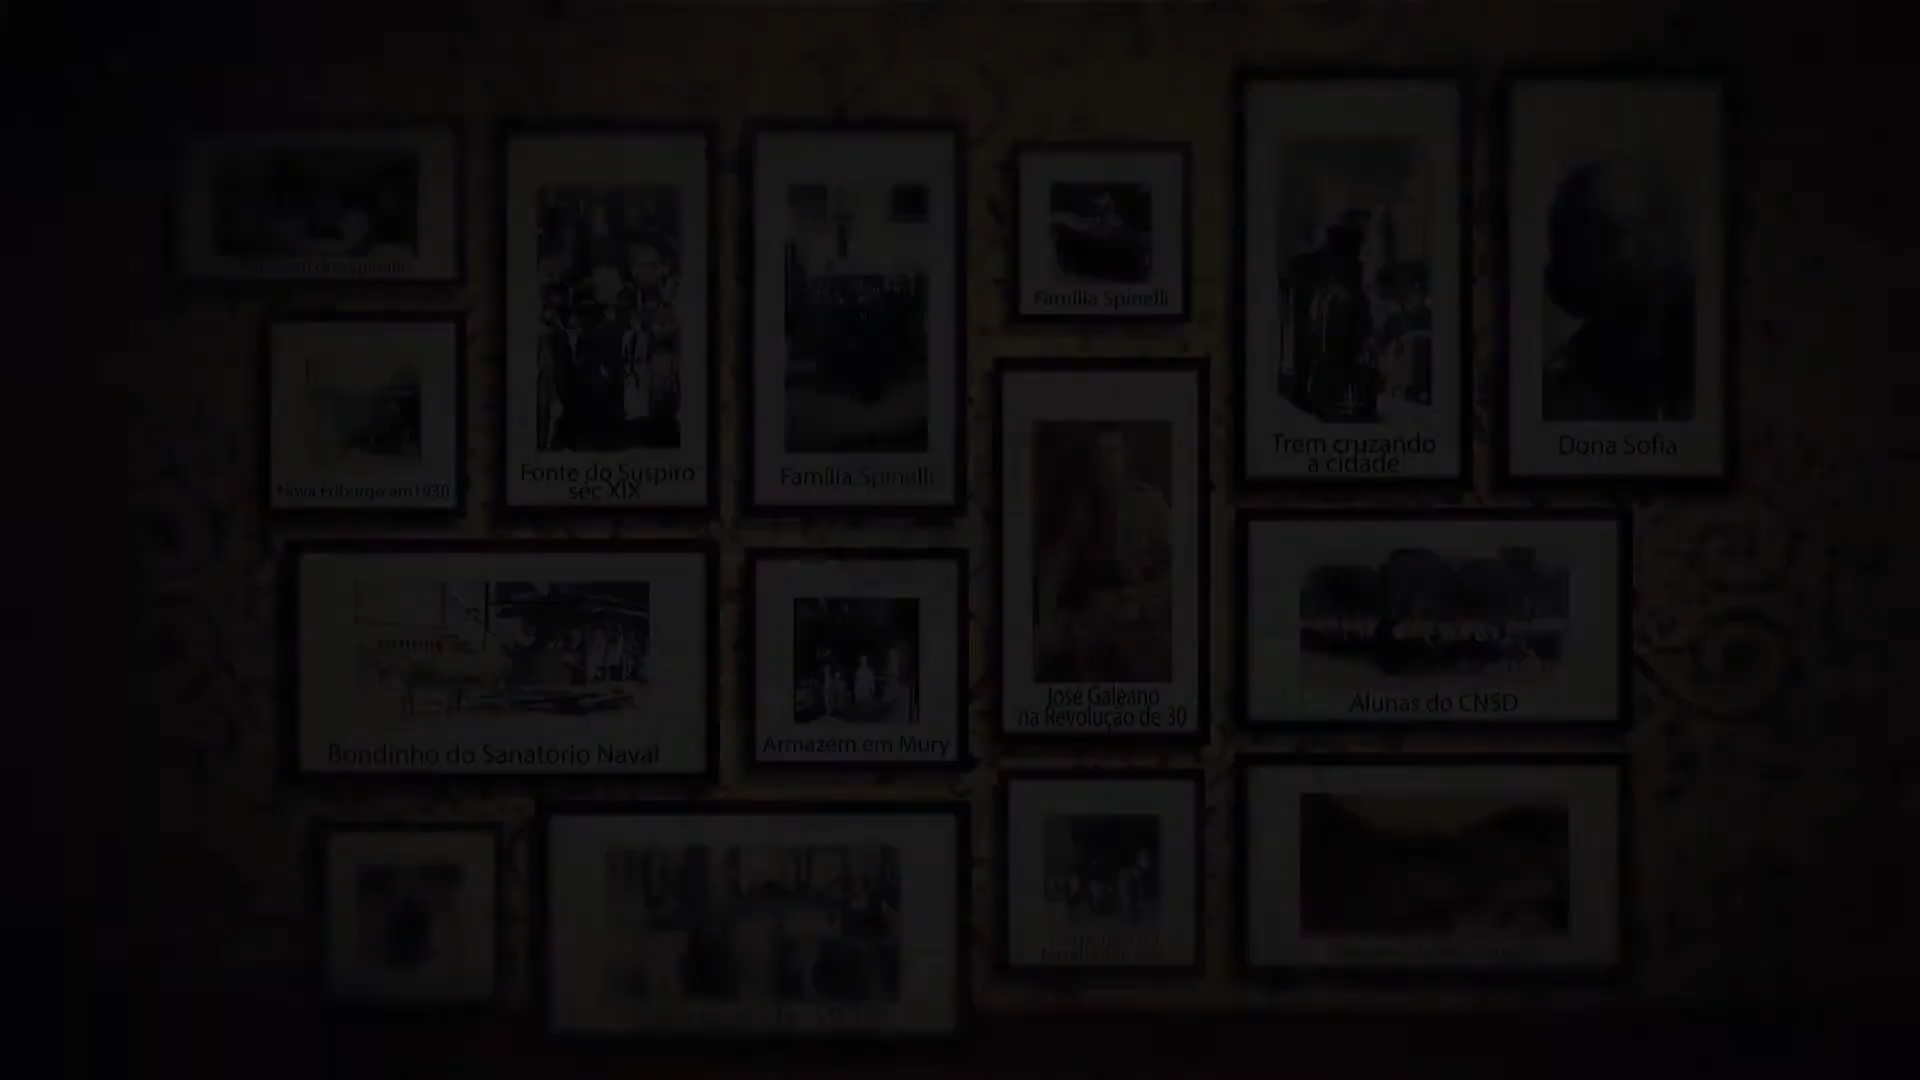 Nova Friburgo em 1930
Fonte do Suspiro
séc XIX
Família Spinelli
Família Spinelli
Trem cruzando
a cidade
Dona Sofia
Bondinho do Sanatório Naval
Armazém em Mury
José Galeano
na Revolução de 30
Alunas do CNSD